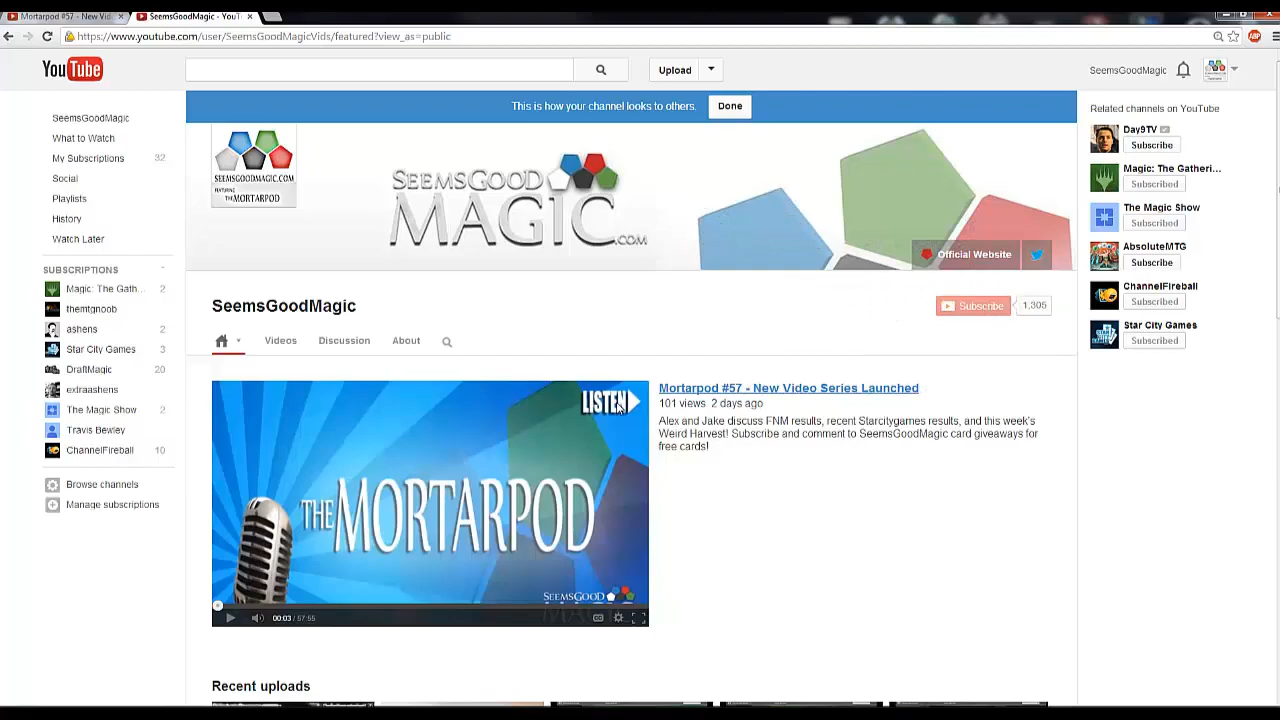 Mortarpod #57 - New Vide
SeemsGoodMagic - YouT
https://www.youtube.com/user/SeemsGoodMagicVids/featured?view_as=public
ABP
YouTube
Upload
SeemsGoodMagic
SeemsGoodMagic
What to Watch
My Subscriptions 32
Social
Playlists
History
Watch Later
SUBSCRIPTIONS
Magic: The Gath... 2
themtgnoob
ashens 2
Star City Games 3
DraftMagic 20
extraashens
The Magic Show 2
Travis Bewley
ChannelFireball 10
Browse channels
Manage subscriptions
This is how your channel looks to others. Done
SEEMSGOODMAGIC.COM
FEATURING
THE MORTARPOD
SEEMSGOOD
MAGIC.COM
Official Website
SeemsGoodMagic
Subscribe 1,305
Videos Discussion About
LISTEN
THE MORTARPOD
SEEMSGOOD
00:03 / 57:55
Mortarpod #57 - New Video Series Launched
101 views 2 days ago
Alex and Jake discuss FNM results, recent Starcitygames results, and this week's
Weird Harvest! Subscribe and comment to SeemsGoodMagic card giveaways for
free cards!
Recent uploads
Related channels on YouTube
Day9TV
Subscribe
Magic: The Gatheri...
Subscribed
The Magic Show
Subscribed
AbsoluteMTG
Subscribe
ChannelFireball
Subscribed
Star City Games
Subscribed